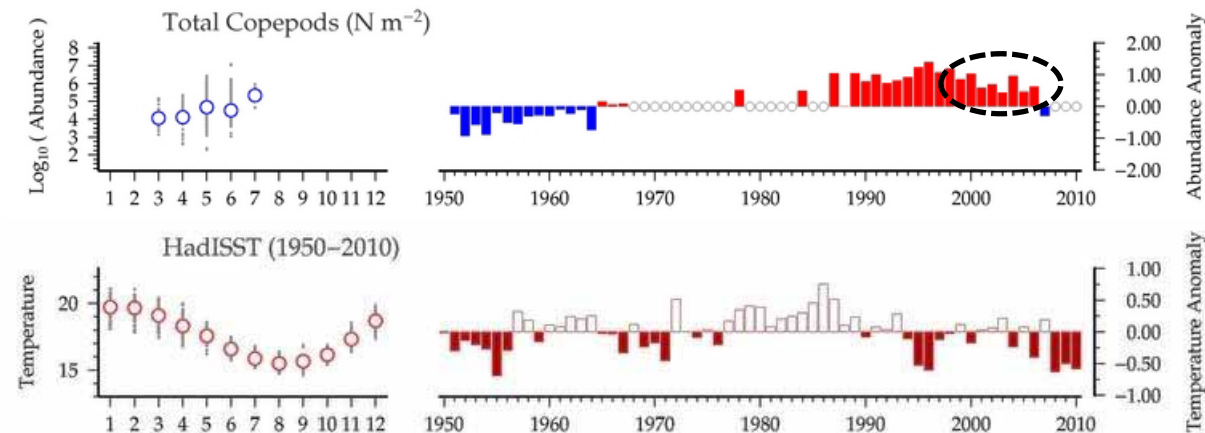 Total Copepods (N m⁻²)
Log₁₀ ( Abundance )
8
7
6
5
4
3
2
1 2 3 4 5 6 7 8 9 10 11 12
1950 1960 1970 1980 1990 2000 2010
2.00
1.00
0.00
-1.00
-2.00
Abundance Anomaly
HadISST (1950–2010)
Temperature
20
15
1 2 3 4 5 6 7 8 9 10 11 12
1950 1960 1970 1980 1990 2000 2010
1.00
0.50
0.00
-0.50
-1.00
Temperature Anomaly